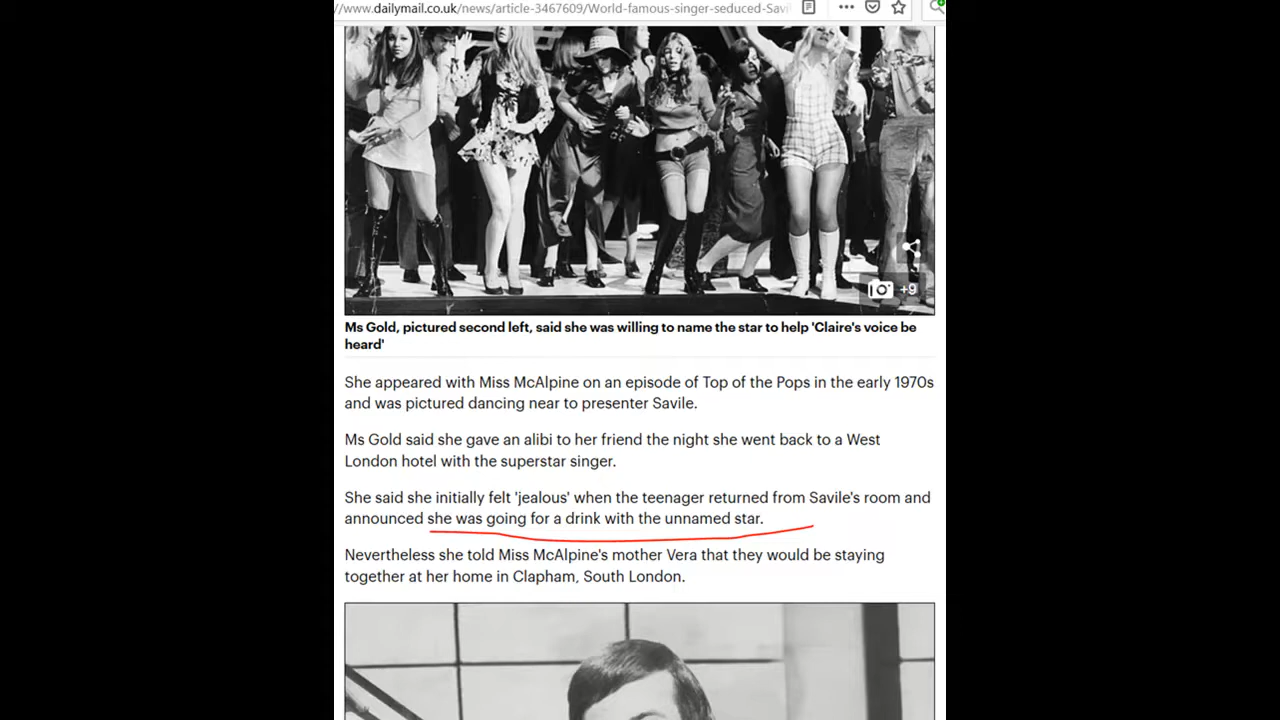 //www.dailymail.co.uk/news/article-3467609/World-famous-singer-seduced-Savi
+9
Ms Gold, pictured second left, said she was willing to name the star to help 'Claire's voice be
heard'
She appeared with Miss McAlpine on an episode of Top of the Pops in the early 1970s
and was pictured dancing near to presenter Savile.
Ms Gold said she gave an alibi to her friend the night she went back to a West
London hotel with the superstar singer.
She said she initially felt 'jealous' when the teenager returned from Savile's room and
announced she was going for a drink with the unnamed star.
Nevertheless she told Miss McAlpine's mother Vera that they would be staying
together at her home in Clapham, South London.